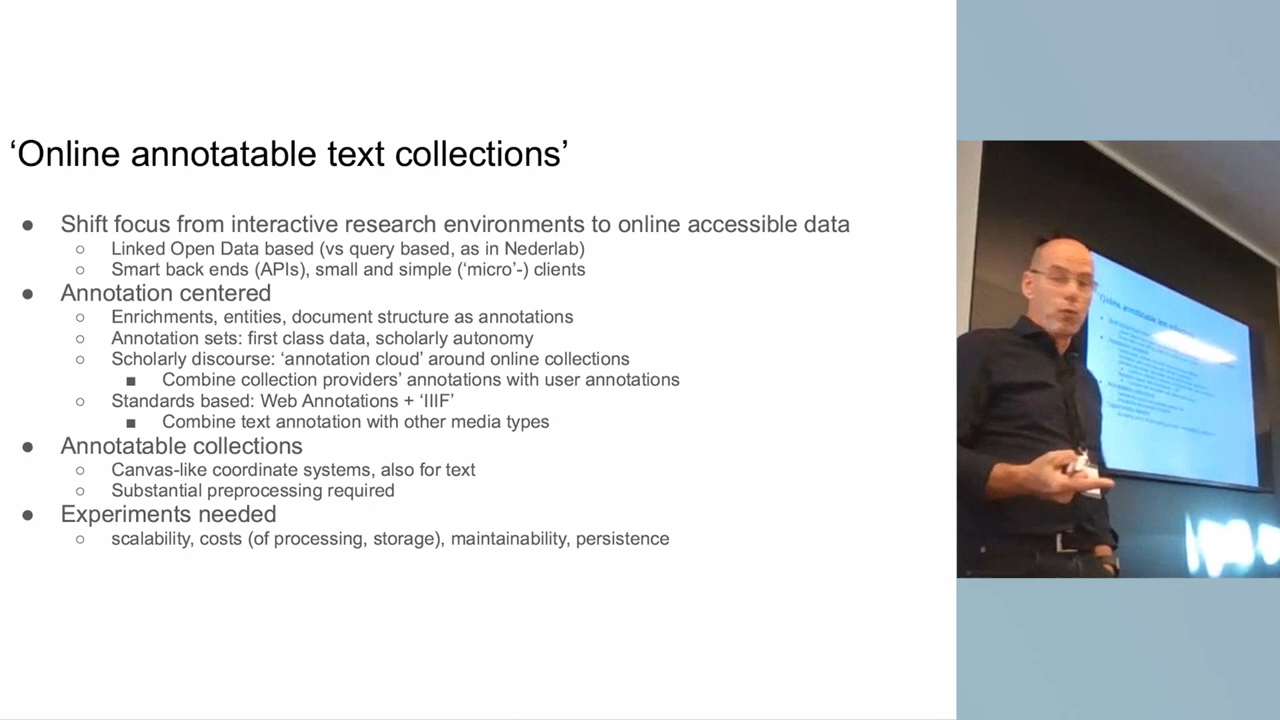 ‘Online annotatable text collections’
● Shift focus from interactive research environments to online accessible data
○ Linked Open Data based (vs query based, as in Nederlab)
○ Smart back ends (APIs), small and simple (‘micro’-) clients
● Annotation centered
○ Enrichments, entities, document structure as annotations
○ Annotation sets: first class data, scholarly autonomy
○ Scholarly discourse: ‘annotation cloud’ around online collections
■ Combine collection providers’ annotations with user annotations
○ Standards based: Web Annotations + ‘IIIF’
■ Combine text annotation with other media types
● Annotatable collections
○ Canvas-like coordinate systems, also for text
○ Substantial preprocessing required
● Experiments needed
○ scalability, costs (of processing, storage), maintainability, persistence
‘Online annotatable text